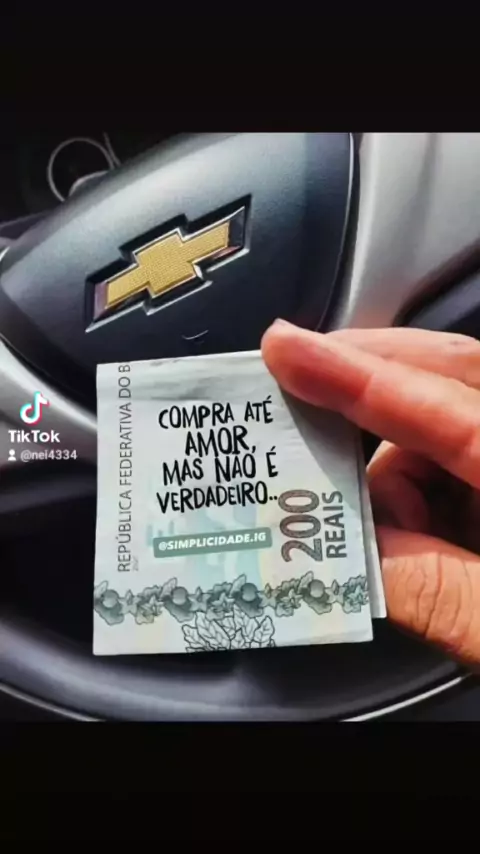 COMPRA ATÉ
AMOR,
MAS NÃO É
VERDADEIRO..
@SIMPLICIDADE.IG
REPÚBLICA FEDERATIVA DO B
200
REAIS
TikTok
@nei4334